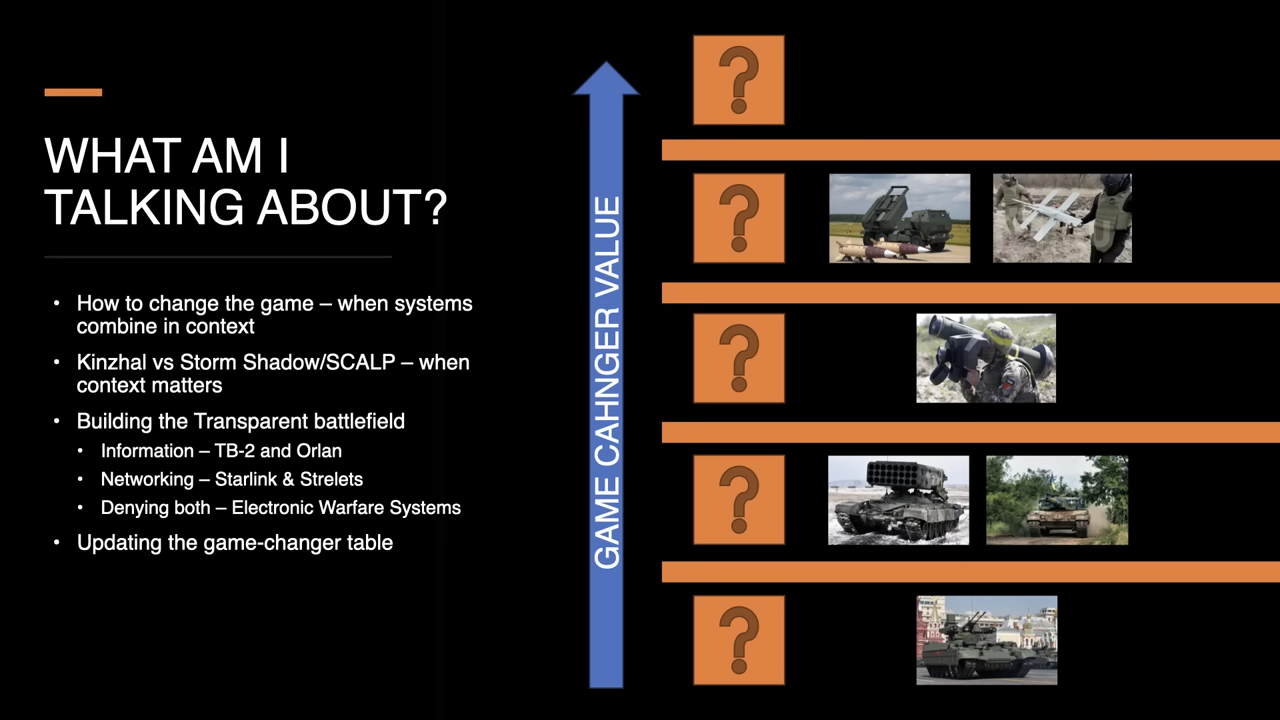 WHAT AM I
TALKING ABOUT?
• How to change the game – when systems
combine in context
• Kinzhal vs Storm Shadow/SCALP – when
context matters
• Building the Transparent battlefield
• Information – TB-2 and Orlan
• Networking – Starlink & Strelets
• Denying both – Electronic Warfare Systems
• Updating the game-changer table
GAME CAHNGER VALUE
?
?
?
?
?